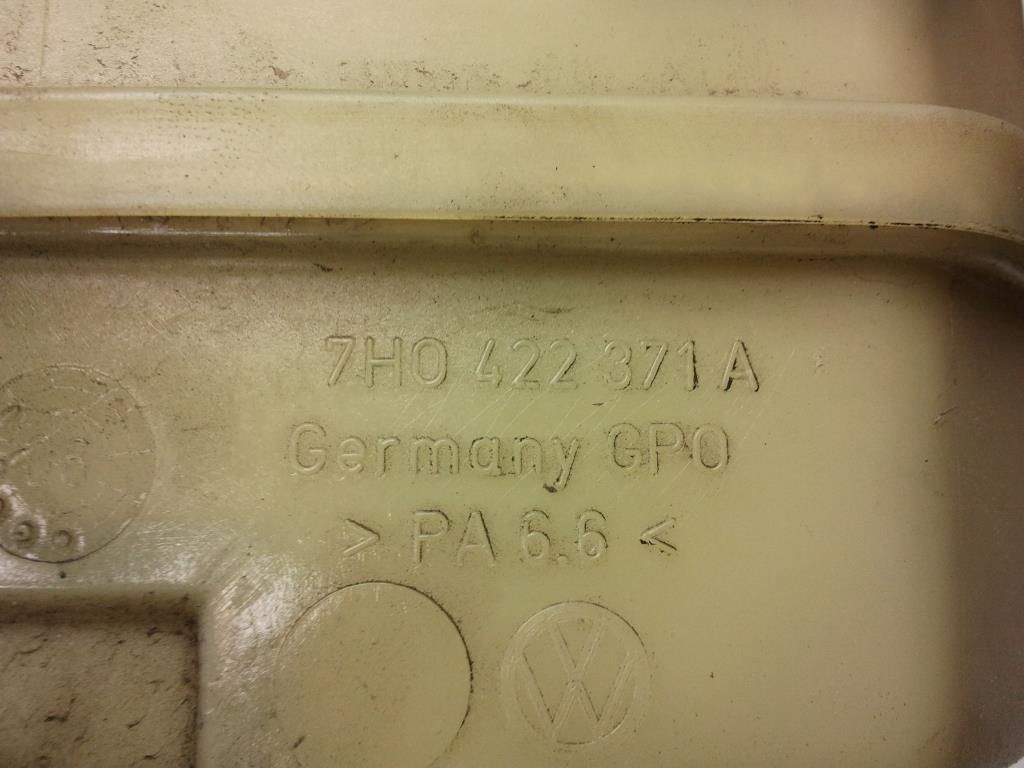 7H0 422 371 A
Germany GPO
> PA 6.6 <
VW